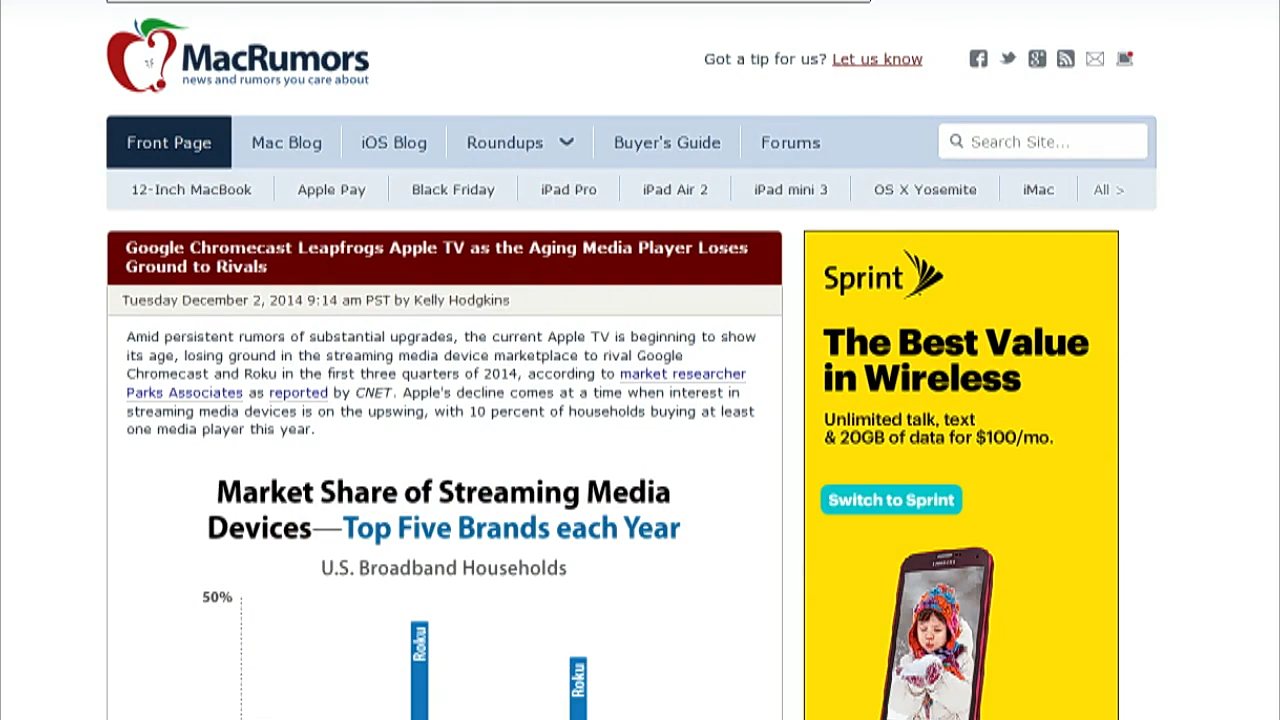 MacRumors
news and rumors you care about
Got a tip for us? Let us know
Front Page Mac Blog iOS Blog Roundups Buyer's Guide Forums Search Site...
12-Inch MacBook Apple Pay Black Friday iPad Pro iPad Air 2 iPad mini 3 OS X Yosemite iMac All >
Google Chromecast Leapfrogs Apple TV as the Aging Media Player Loses
Ground to Rivals
Tuesday December 2, 2014 9:14 am PST by Kelly Hodgkins
Amid persistent rumors of substantial upgrades, the current Apple TV is beginning to show
its age, losing ground in the streaming media device marketplace to rival Google
Chromecast and Roku in the first three quarters of 2014, according to market researcher
Parks Associates as reported by CNET. Apple's decline comes at a time when interest in
streaming media devices is on the upswing, with 10 percent of households buying at least
one media player this year.
Market Share of Streaming Media
Devices—Top Five Brands each Year
U.S. Broadband Households
50%
Roku
Roku
Sprint
The Best Value
in Wireless
Unlimited talk, text
& 20GB of data for $100/mo.
Switch to Sprint
SAMSUNG